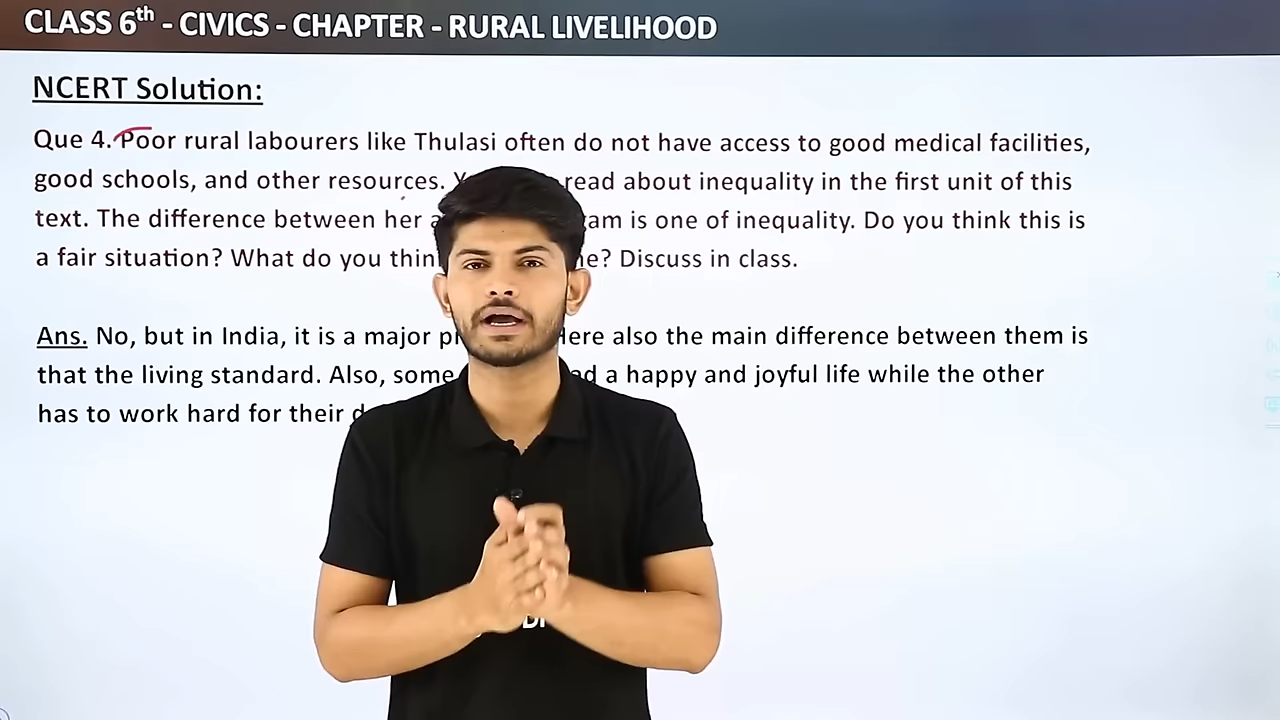 CLASS 6th - CIVICS - CHAPTER - RURAL LIVELIHOOD
NCERT Solution:
Que 4. Poor rural labourers like Thulasi often do not have access to good medical facilities,
good schools, and other resources. read about inequality in the first unit of this
text. The difference between her is one of inequality. Do you think this is
a fair situation? What do you Discuss in class.
Ans. No, but in India, it is a major also the main difference between them is
that the living standard. Also, some a happy and joyful life while the other
has to work hard for their